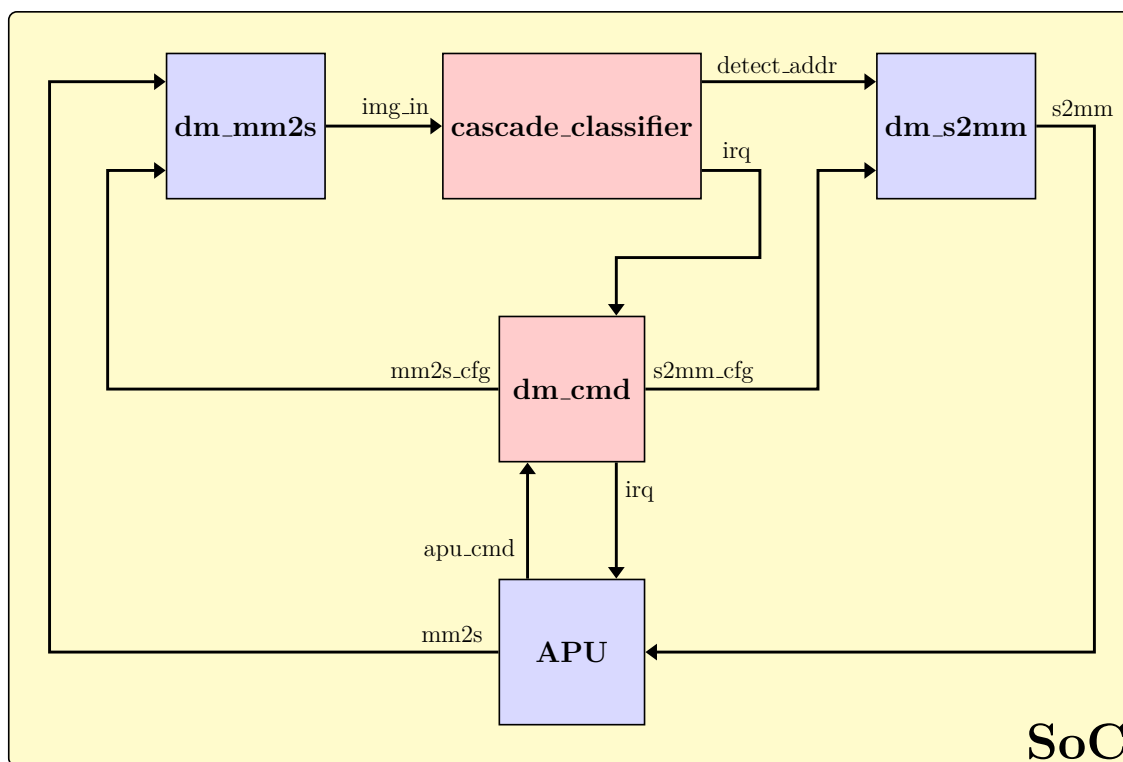 detect_addr
img_in
s2mm
dm_mm2s
cascade_classifier
dm_s2mm
irq
mm2s_cfg
s2mm_cfg
dm_cmd
irq
apu_cmd
mm2s
APU
SoC